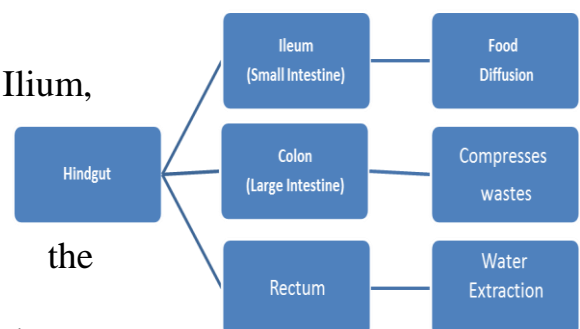 Ilium,
Ileum
(Small Intestine)
Food
Diffusion
Hindgut
Colon
(Large Intestine)
Compresses
wastes
the
Rectum
Water
Extraction